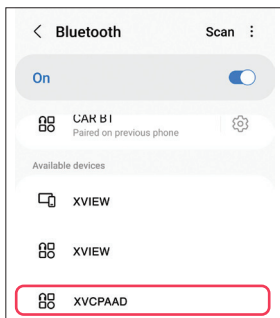 Bluetooth Scan
On
CAR BT
Paired on previous phone
Available devices
XVIEW
XVIEW
XVCPAAD